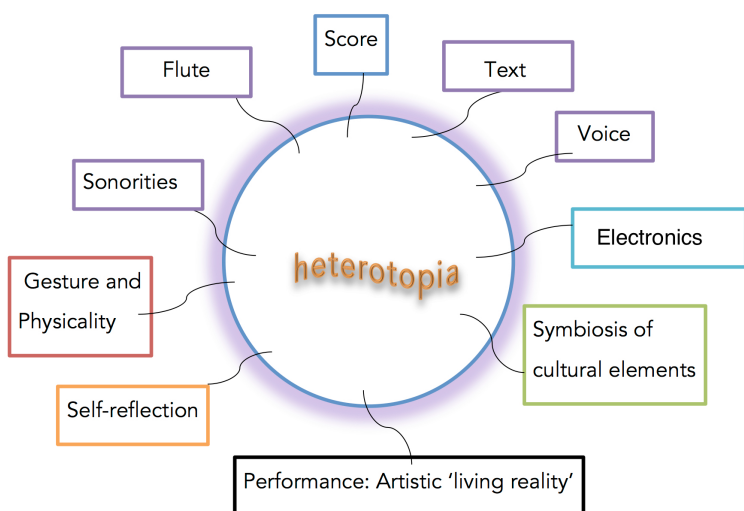 Score
Flute
Text
Voice
Sonorities
Electronics
heterotopia
Gesture and
Physicality
Symbiosis of
cultural elements
Self-reflection
Performance: Artistic ‘living reality’